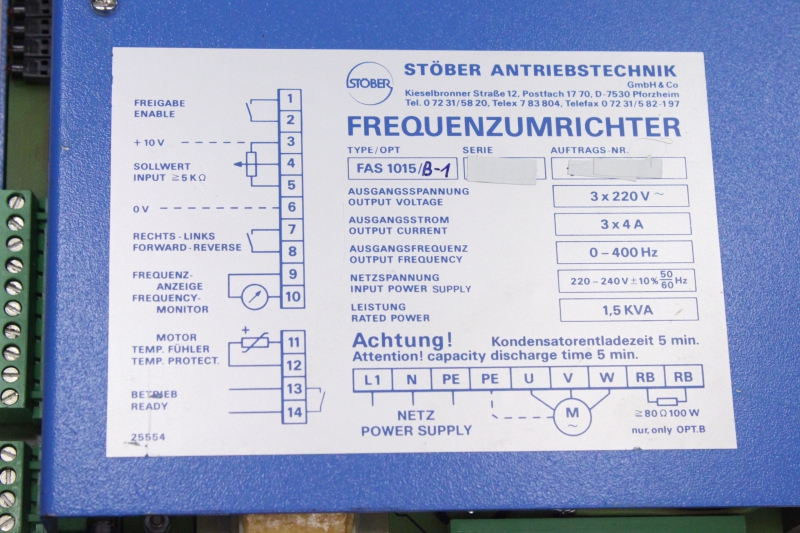 STÖBER
STÖBER ANTRIEBSTECHNIK
GmbH & Co
Kieselbronner Straße 12, Postfach 17 70, D-7530 Pforzheim
Tel. 0 72 31/58 20, Telex 7 83 804, Telefax 0 72 31/5 82-197
FREQUENZUMRICHTER
TYPE/OPT SERIE AUFTRAGS-NR.
FAS 1015/B-1
AUSGANGSSPANNUNG
OUTPUT VOLTAGE
3 x 220 V ~
AUSGANGSSTROM
OUTPUT CURRENT
3 x 4 A
AUSGANGSFREQUENZ
OUTPUT FREQUENCY
0 – 400 Hz
NETZSPANNUNG
INPUT POWER SUPPLY
220 – 240 V ± 10% 50/60 Hz
LEISTUNG
RATED POWER
1,5 KVA
Achtung! Kondensatorentladezeit 5 min.
Attention! capacity discharge time 5 min.
L1 N PE PE U V W RB RB
NETZ
POWER SUPPLY
M
~
≥ 80 Ω 100 W
nur, only OPT.B
FREIGABE
ENABLE
1
2
+ 10 V
3
SOLLWERT
INPUT ≥ 5 K Ω
4
5
0 V
6
RECHTS - LINKS
FORWARD - REVERSE
7
8
FREQUENZ-
ANZEIGE
FREQUENCY-
MONITOR
9
10
MOTOR
TEMP. FÜHLER
TEMP. PROTECT.
+
11
12
BETRIEB
READY
13
14
25554